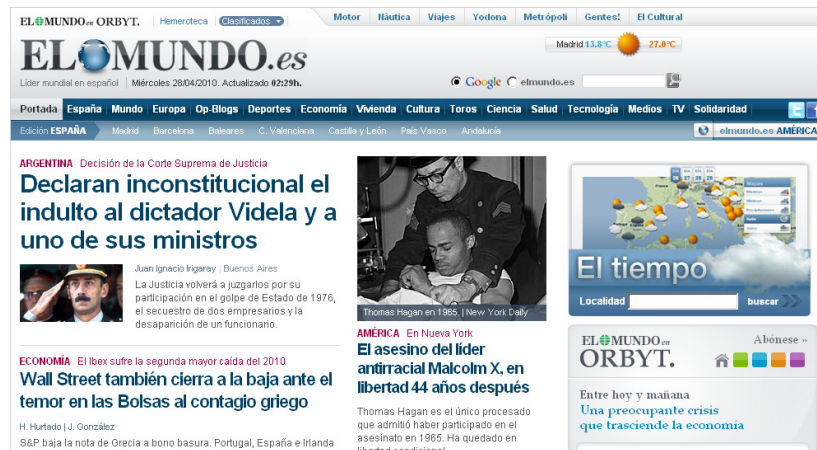 EL MUNDO en ORBYT. Hemeroteca Clasificados
Motor Náutica Viajes Yodona Metrópoli Gentes! El Cultural
EL MUNDO.es
Madrid 13.8°C 27.0°C
Líder mundial en español Miércoles 28/04/2010. Actualizado 02:29h.
Google elmundo.es
Portada España Mundo Europa Op-Blogs Deportes Economía Vivienda Cultura Toros Ciencia Salud Tecnología Medios TV Solidaridad
Edición ESPAÑA Madrid Barcelona Baleares C. Valenciana Castilla y León País Vasco Andalucía
elmundo.es AMÉRICA
ARGENTINA Decisión de la Corte Suprema de Justicia
Declaran inconstitucional el
indulto al dictador Videla y a
uno de sus ministros
Juan Ignacio Irigaray | Buenos Aires
La Justicia volverá a juzgarlos por su
participación en el golpe de Estado de 1976,
el secuestro de dos empresarios y la
desaparición de un funcionario.
ECONOMÍA El Ibex sufre la segunda mayor caída del 2010
Wall Street también cierra a la baja ante el
temor en las Bolsas al contagio griego
H. Hurtado | J. González
S&P baja la nota de Grecia a bono basura. Portugal, España e Irlanda
Thomas Hagan en 1965. | New York Daily
AMÉRICA En Nueva York
El asesino del líder
antirracial Malcolm X, en
libertad 44 años después
Thomas Hagan es el único procesado
que admitió haber participado en el
asesinato en 1965. Ha quedado en
libertad condicional
El tiempo
Localidad buscar
EL MUNDO en
ORBYT.
Abónese »
Entre hoy y mañana
Una preocupante crisis
que trasciende la economía